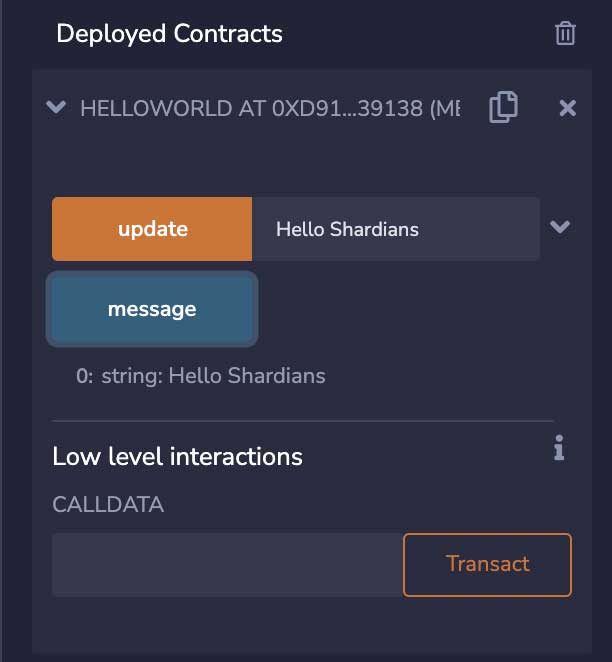 Deployed Contracts
HELLOWORLD AT 0XD91...39138 (ME
update Hello Shardians
message
0: string: Hello Shardians
Low level interactions
CALLDATA
Transact